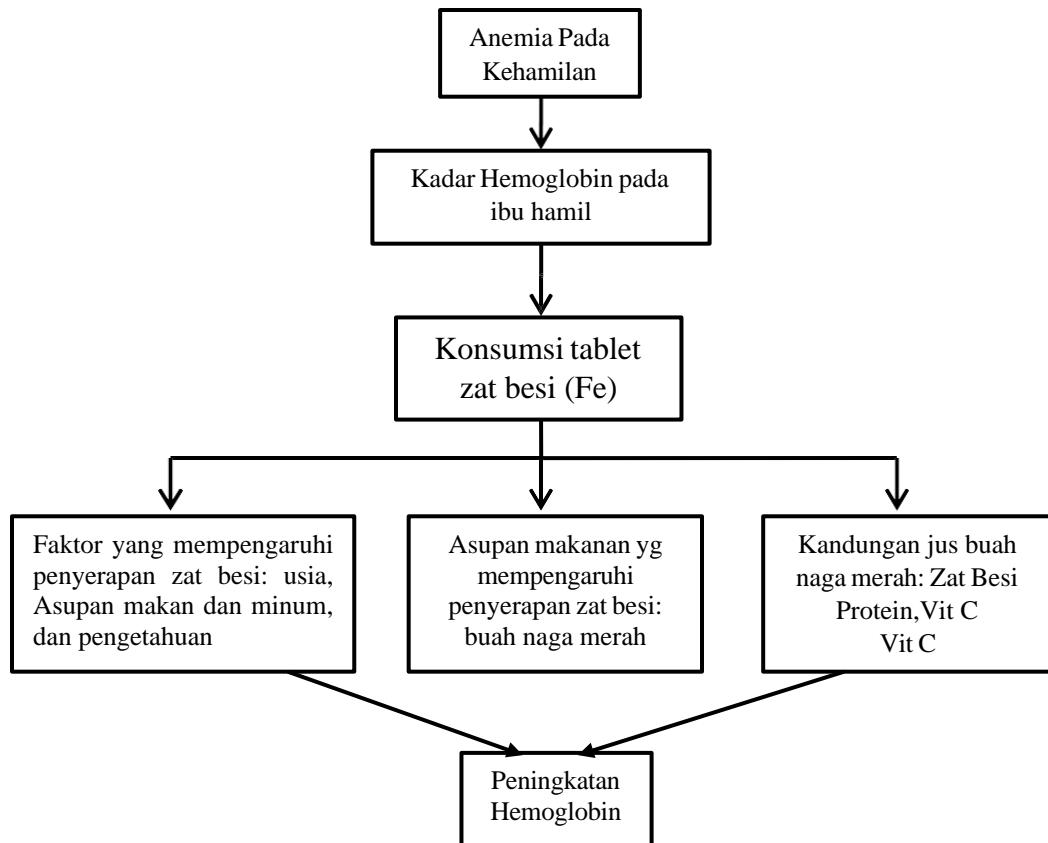 Anemia Pada
Kehamilan
Kadar Hemoglobin pada
ibu hamil
Konsumsi tablet
zat besi (Fe)
Faktor yang mempengaruhi
penyerapan zat besi: usia,
Asupan makan dan minum,
dan pengetahuan
Asupan makanan yg
mempengaruhi
penyerapan zat besi:
buah naga merah
Kandungan jus buah
naga merah: Zat Besi
Protein,Vit C
Vit C
Peningkatan
Hemoglobin